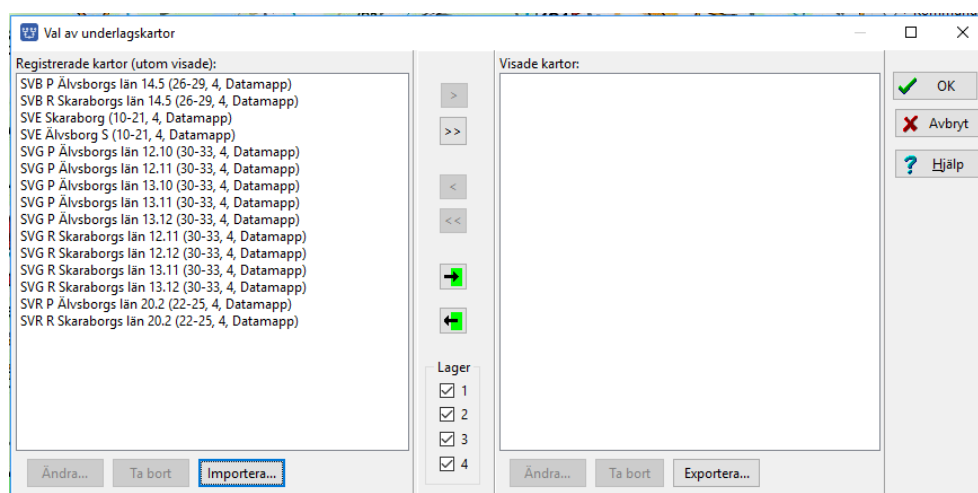 Val av underlagskartor
Registrerade kartor (utom visade):
SVB P Älvsborgs län 14.5 (26-29, 4, Datamapp)
SVB R Skaraborgs län 14.5 (26-29, 4, Datamapp)
SVE Skaraborg (10-21, 4, Datamapp)
SVE Älvsborg S (10-21, 4, Datamapp)
SVG P Älvsborgs län 12.10 (30-33, 4, Datamapp)
SVG P Älvsborgs län 12.11 (30-33, 4, Datamapp)
SVG P Älvsborgs län 13.10 (30-33, 4, Datamapp)
SVG P Älvsborgs län 13.11 (30-33, 4, Datamapp)
SVG P Älvsborgs län 13.12 (30-33, 4, Datamapp)
SVG R Skaraborgs län 12.11 (30-33, 4, Datamapp)
SVG R Skaraborgs län 12.12 (30-33, 4, Datamapp)
SVG R Skaraborgs län 13.11 (30-33, 4, Datamapp)
SVG R Skaraborgs län 13.12 (30-33, 4, Datamapp)
SVR P Älvsborgs län 20.2 (22-25, 4, Datamapp)
SVR R Skaraborgs län 20.2 (22-25, 4, Datamapp)
Ändra... Ta bort Importera...
>
>>
<
<<
Lager
1
2
3
4
Visade kartor:
Ändra... Ta bort Exportera...
OK
Avbryt
Hjälp